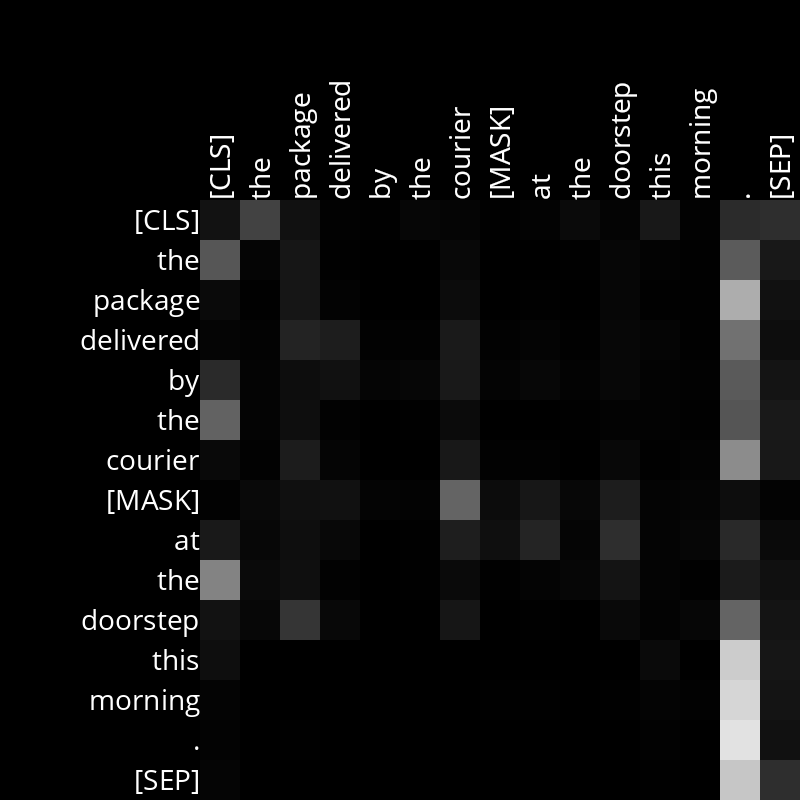 [CLS] the package delivered by the courier [MASK] at the doorstep this morning . [SEP]
[CLS]
the
package
delivered
by
the
courier
[MASK]
at
the
doorstep
this
morning
.
[SEP]